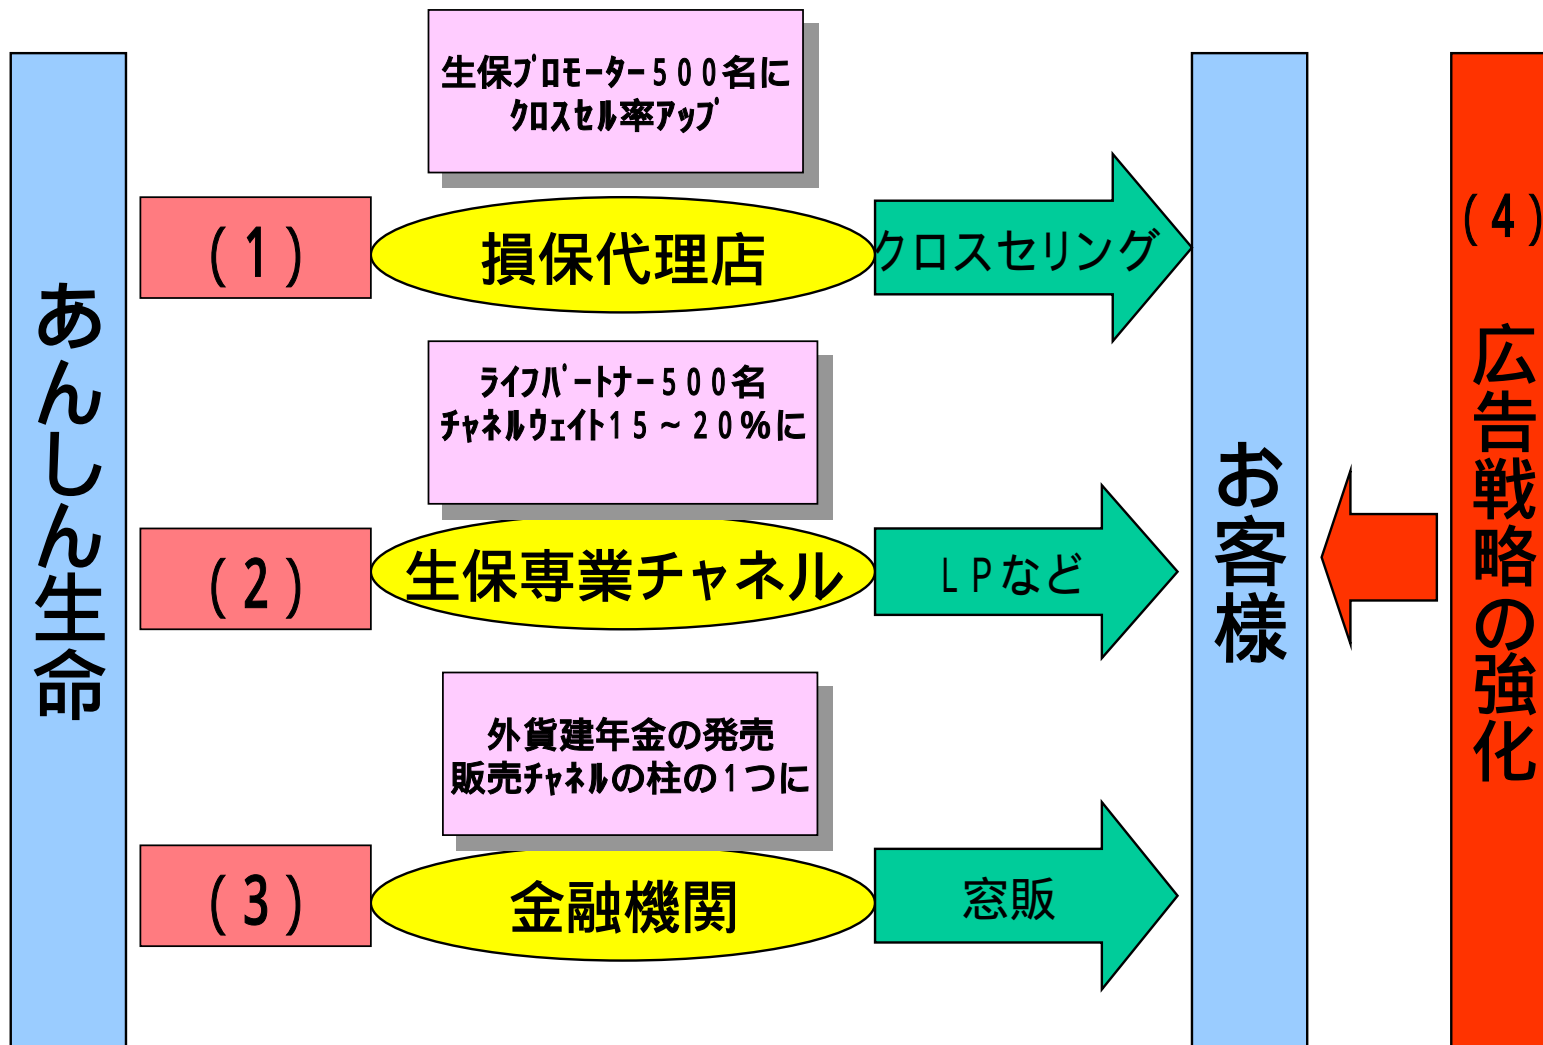 あんしん生命
生保ﾌﾟﾛﾓｰﾀｰ５００名に
ｸﾛｽｾﾙ率ｱｯﾌﾟ
（１）
損保代理店
クロスセリング
ﾗｲﾌﾊﾟｰﾄﾅｰ５００名
ﾁｬﾈﾙｳｪｲﾄ１５～２０％に
（２）
生保専業チャネル
ＬＰなど
外貨建年金の発売
販売ﾁｬﾈﾙの柱の１つに
（３）
金融機関
窓販
お客様
（４）
広告戦略の強化